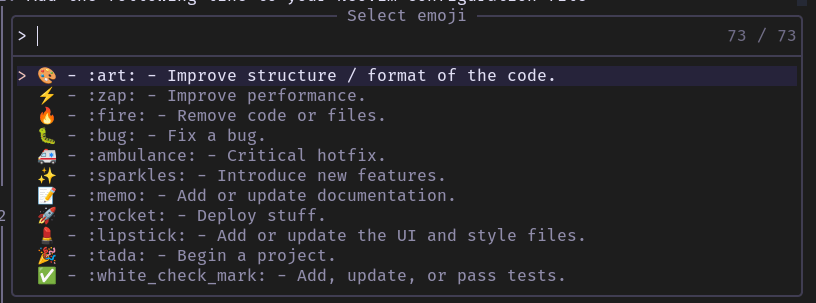 Select emoji
> 73 / 73
> 🎨 - :art: - Improve structure / format of the code.
⚡ - :zap: - Improve performance.
🔥 - :fire: - Remove code or files.
🐛 - :bug: - Fix a bug.
🚑 - :ambulance: - Critical hotfix.
✨ - :sparkles: - Introduce new features.
📝 - :memo: - Add or update documentation.
🚀 - :rocket: - Deploy stuff.
💄 - :lipstick: - Add or update the UI and style files.
🎉 - :tada: - Begin a project.
✅ - :white_check_mark: - Add, update, or pass tests.